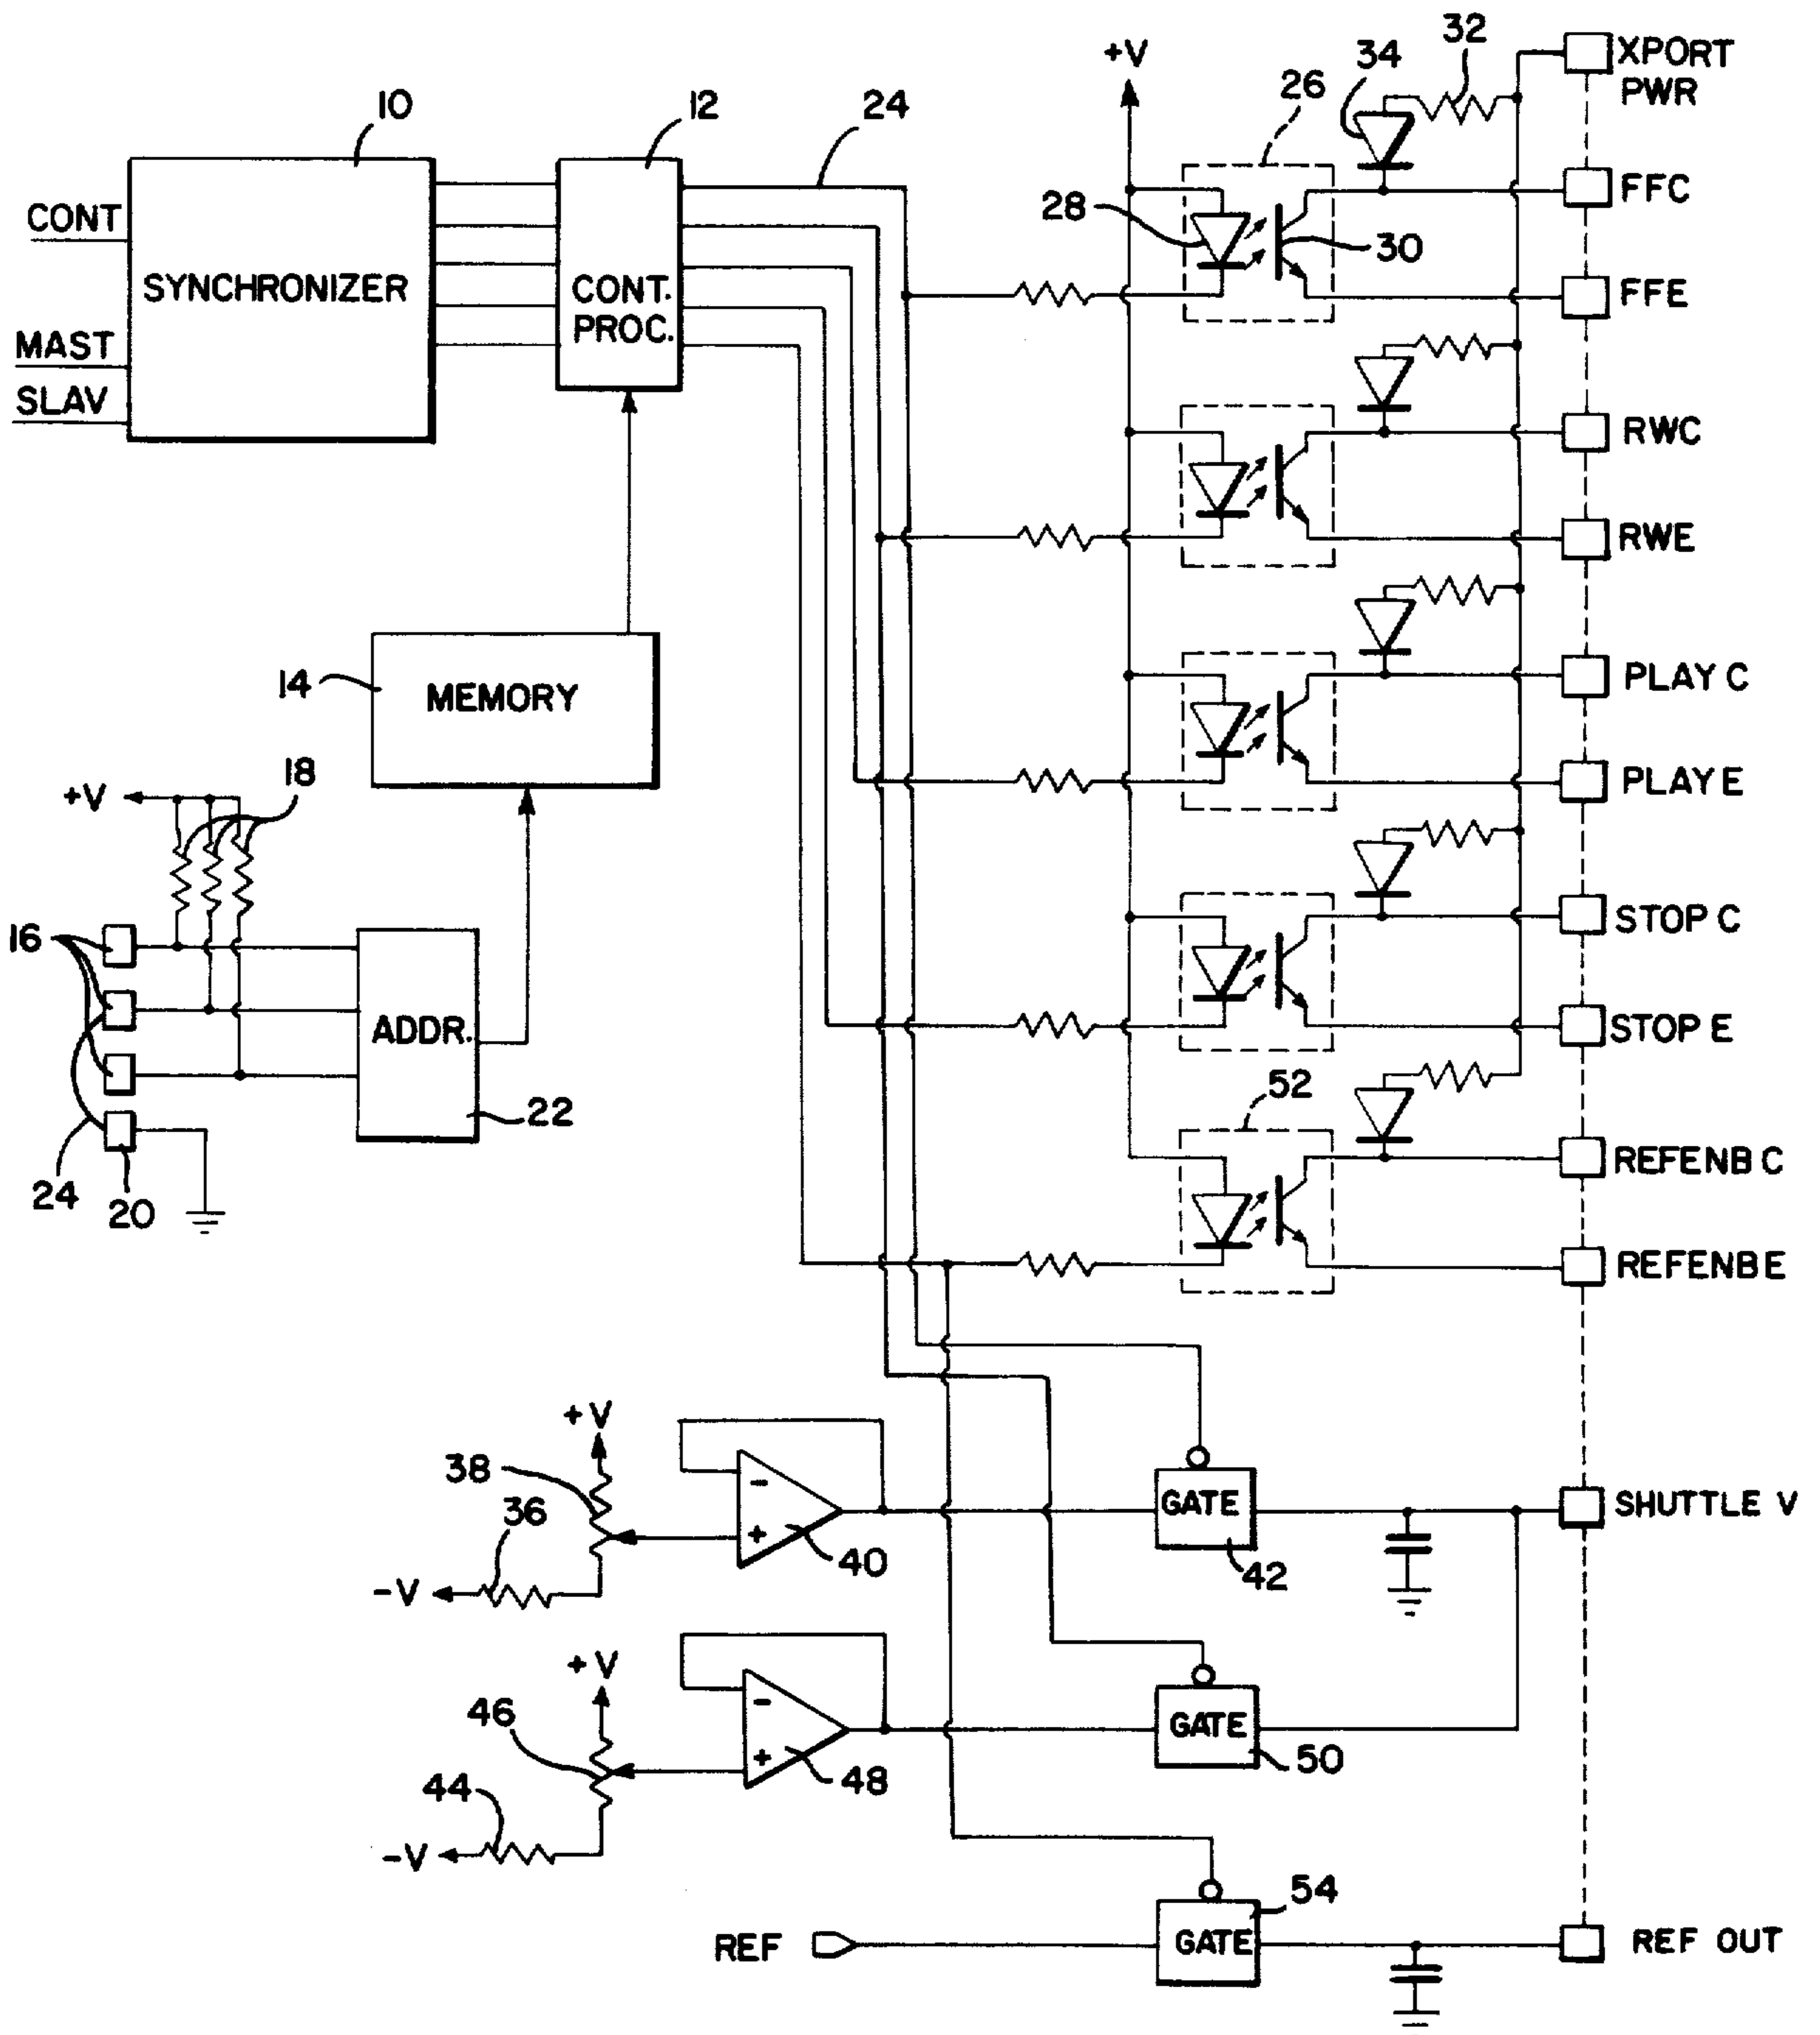 32
XPORT
PWR
34
+V
26
10
12
24
FFC
CONT
28
30
SYNCHRONIZER
CONT.
PROC.
FFE
MAST
SLAV
RWC
RWE
14
MEMORY
PLAY C
18
+V
PLAY E
16
STOP C
ADDR.
STOP E
22
52
24
20
REFENB C
REFENB E
+V
38
-
GATE
SHUTTLE V
36
+
40
42
-V
+V
46
-
GATE
+
48
50
44
-V
54
REF
GATE
REF OUT